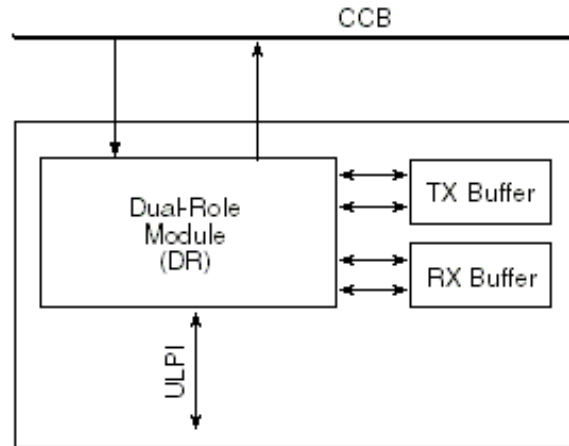 CCB
Dual-Role
Module
(DR)
TX Buffer
RX Buffer
ULPI